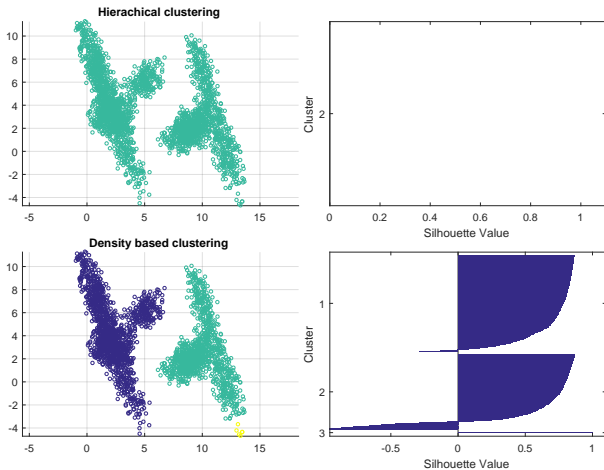 Hierachical clustering
10
8
6
4
2
0
-2
-4
-5 0 5 10 15
Cluster
2
0 0.2 0.4 0.6 0.8 1
Silhouette Value
Density based clustering
10
8
6
4
2
0
-2
-4
-5 0 5 10 15
Cluster
1
2
3
-0.5 0 0.5 1
Silhouette Value